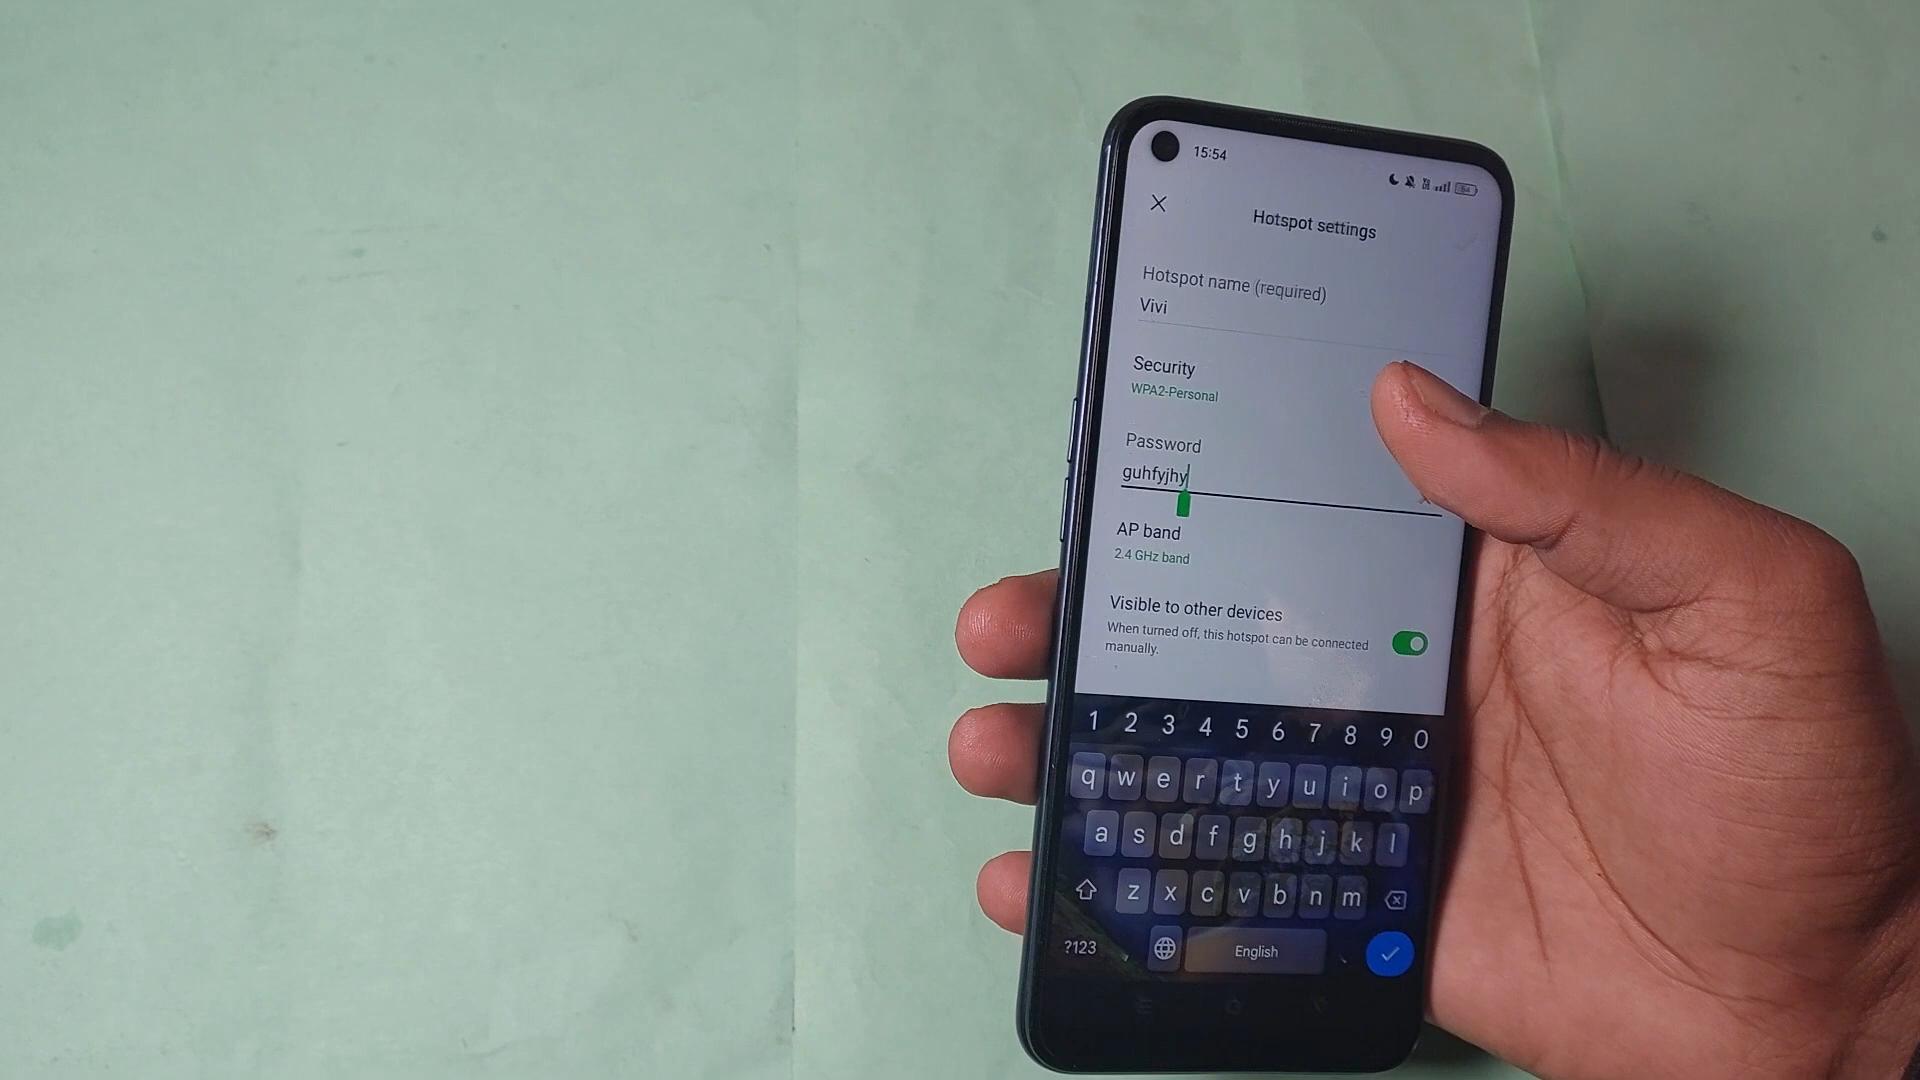 15:54
Hotspot settings
Hotspot name (required)
Vivi
Security
WPA2-Personal
Password
guhfyjhy
AP band
2.4 GHz band
Visible to other devices
When turned off, this hotspot can be connected
manually.
1 2 3 4 5 6 7 8 9 0
q w e r t y u i o p
a s d f g h j k l
z x c v b n m
?123 English